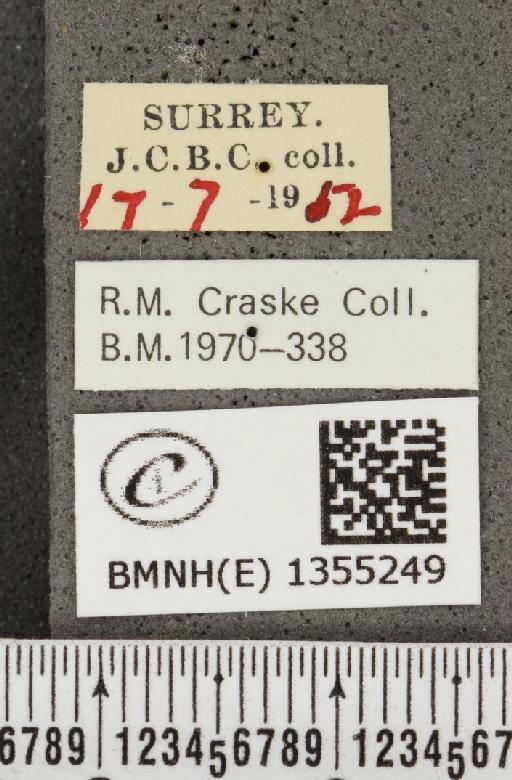 SURREY.
J.C.B.C. coll.
17-7-1962
R.M. Craske Coll.
B.M.1970–338
C
BMNH(E) 1355249
6789 123456789 1234567